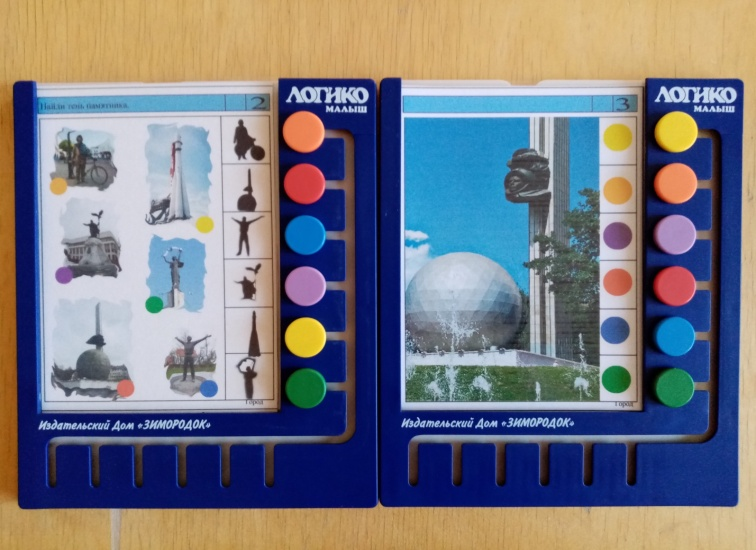 Найди тень памятника.
2
ЛОГИКО
МАЛЫШ
Город
Издательский Дом «ЗИМОРОДОК»
3
ЛОГИКО
МАЛЫШ
Город
Издательский Дом «ЗИМОРОДОК»